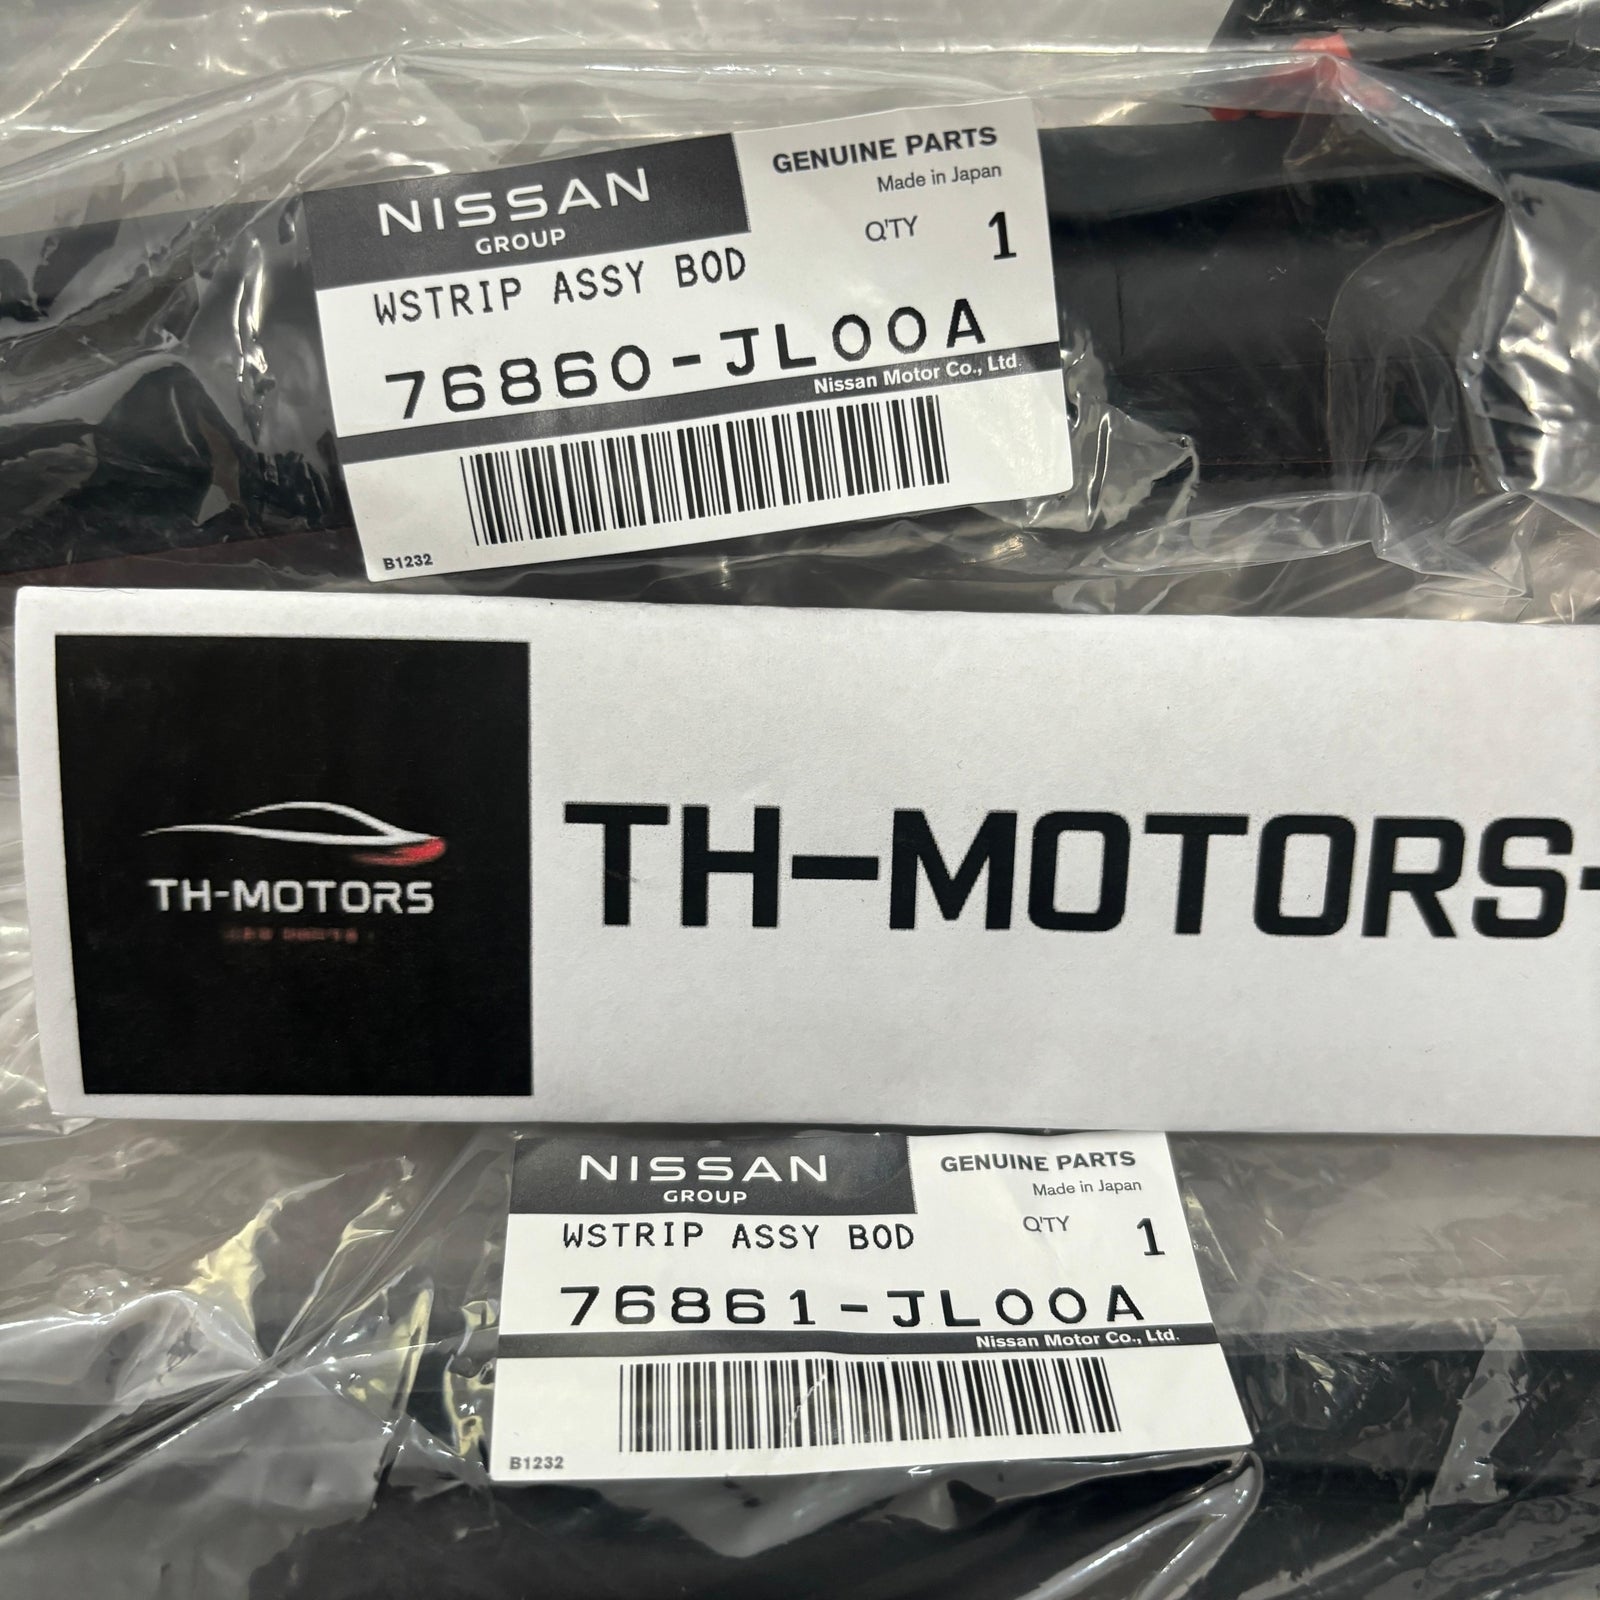 NISSAN
GROUP
GENUINE PARTS
Made in Japan
Q'TY 1
WSTRIP ASSY BOD
76860-JL00A
Nissan Motor Co., Ltd.
B1232
TH-MOTORS
TH-MOTORS-
NISSAN
GROUP
GENUINE PARTS
Made in Japan
Q'TY 1
WSTRIP ASSY BOD
76861-JL00A
Nissan Motor Co., Ltd.
B1232